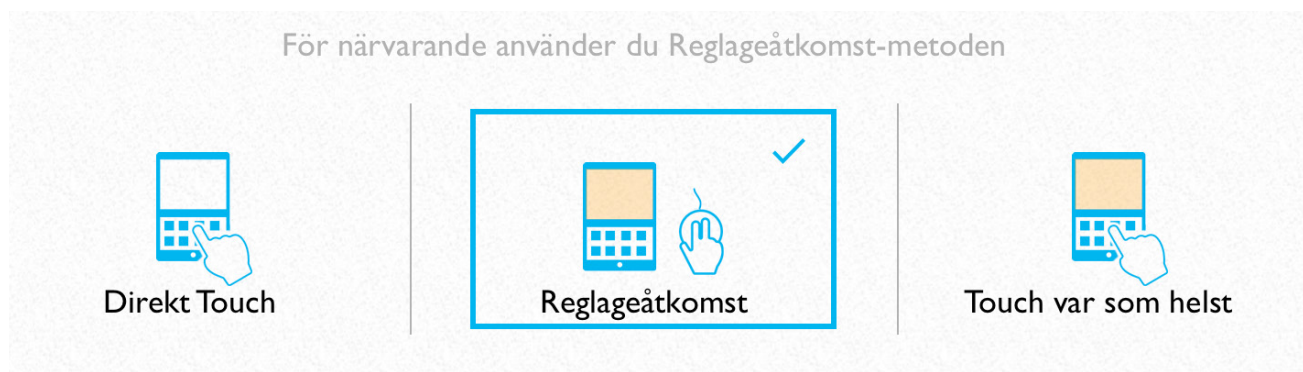 För närvarande använder du Reglageåtkomst-metoden
Direkt Touch
Reglageåtkomst
Touch var som helst